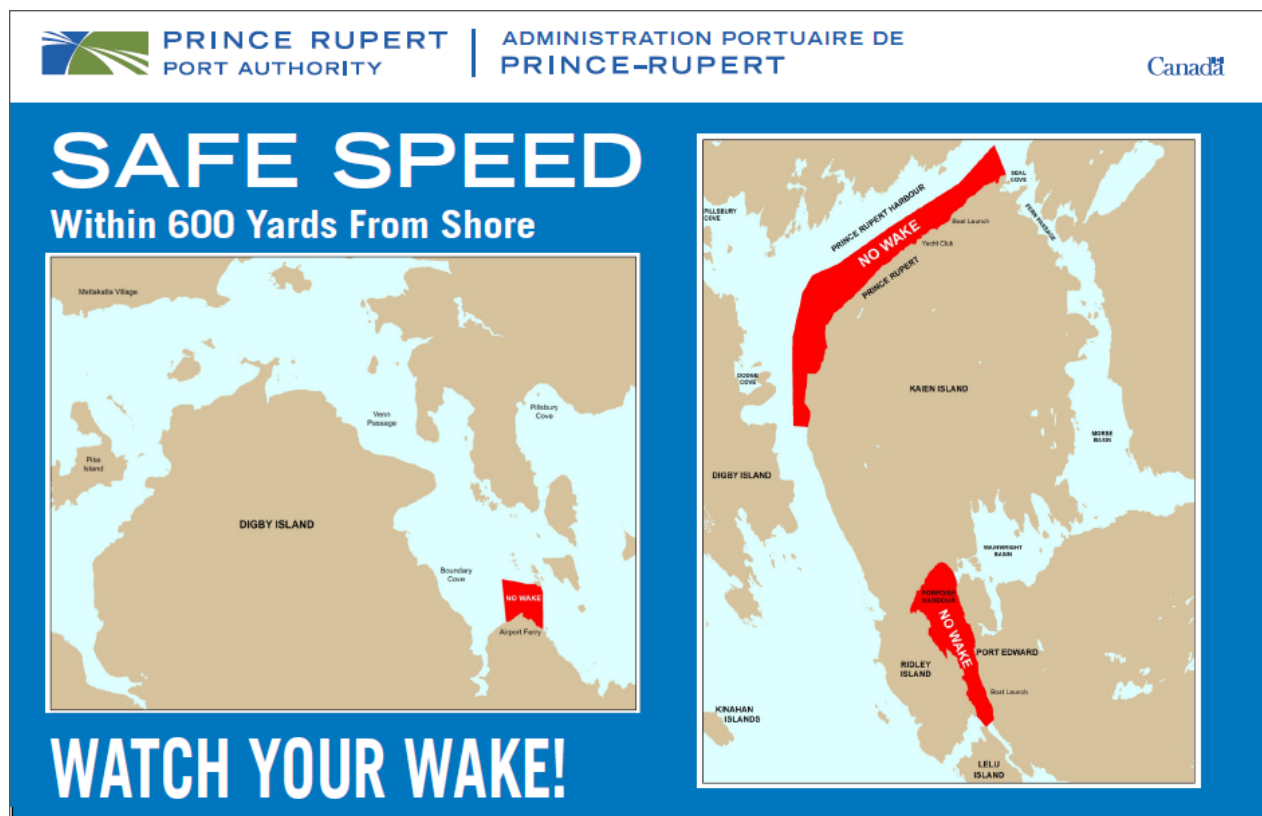 PRINCE RUPERT
PORT AUTHORITY
ADMINISTRATION PORTUAIRE DE
PRINCE-RUPERT
Canada
SAFE SPEED
Within 600 Yards From Shore
Metlakatla Village
Venn
Passage
Pillsbury
Cove
Pike
Island
DIGBY ISLAND
Boundary
Cove
NO WAKE
Airport Ferry
WATCH YOUR WAKE!
SEAL
COVE
PILLSBURY
COVE
PRINCE RUPERT HARBOUR
FERN PASSAGE
Boat Launch
NO WAKE
Yacht Club
PRINCE RUPERT
DODGE
COVE
KAIEN ISLAND
MORSE
BASIN
DIGBY ISLAND
WAINWRIGHT
BASIN
PORPOISE
HARBOUR
NO WAKE
PORT EDWARD
RIDLEY
ISLAND
Boat Launch
KINAHAN
ISLANDS
LELU
ISLAND